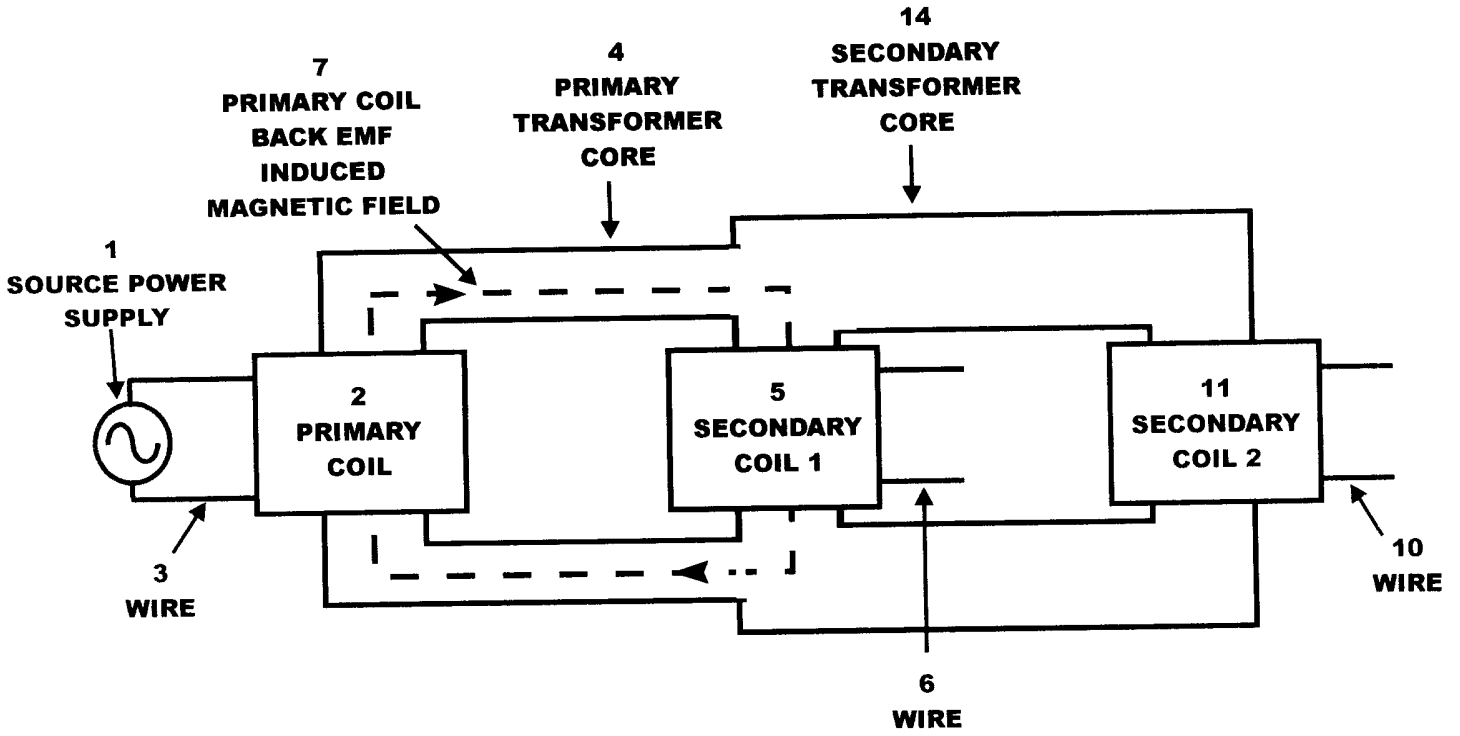 14
SECONDARY
TRANSFORMER
CORE
4
PRIMARY
TRANSFORMER
CORE
7
PRIMARY COIL
BACK EMF
INDUCED
MAGNETIC FIELD
1
SOURCE POWER
SUPPLY
2
PRIMARY
COIL
5
SECONDARY
COIL 1
11
SECONDARY
COIL 2
3
WIRE
10
WIRE
6
WIRE